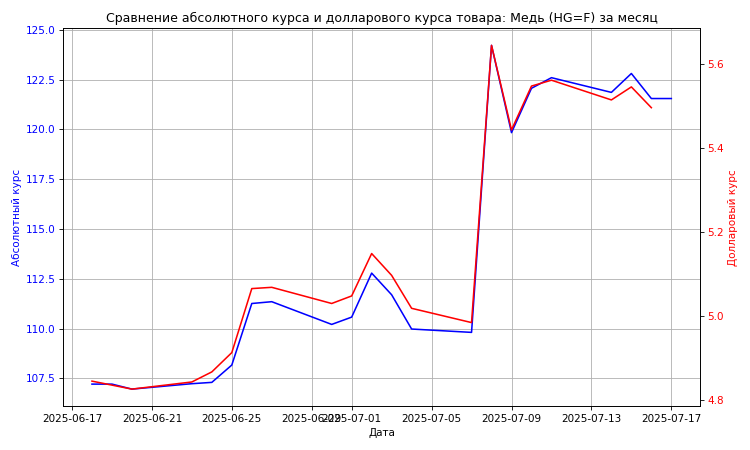 Сравнение абсолютного курса и долларового курса товара: Медь (HG=F) за месяц
125.0
122.5
120.0
117.5
115.0
112.5
110.0
107.5
Абсолютный курс
5.6
5.4
5.2
5.0
4.8
Долларовый курс
2025-06-17 2025-06-21 2025-06-25 2025-06-29 2025-07-01 2025-07-05 2025-07-09 2025-07-13 2025-07-17
Дата